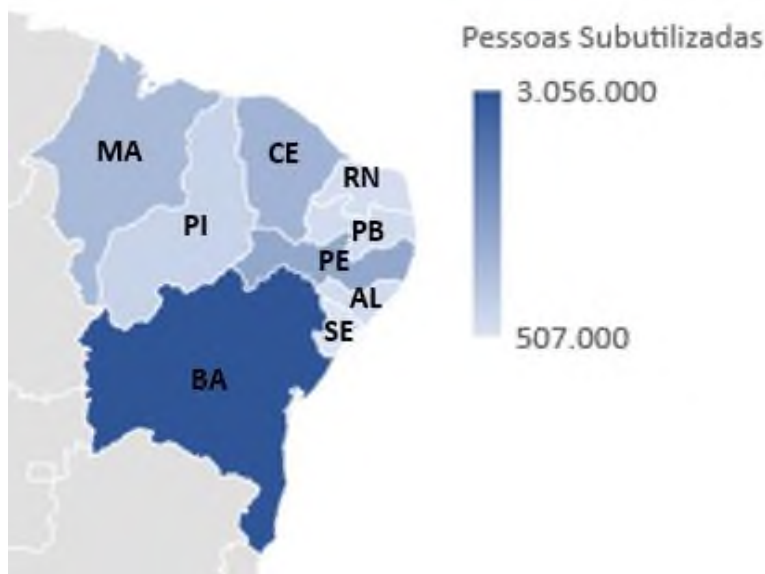 Pessoas Subutilizadas
3.056.000
507.000
MA
CE
RN
PI
PB
PE
AL
SE
BA